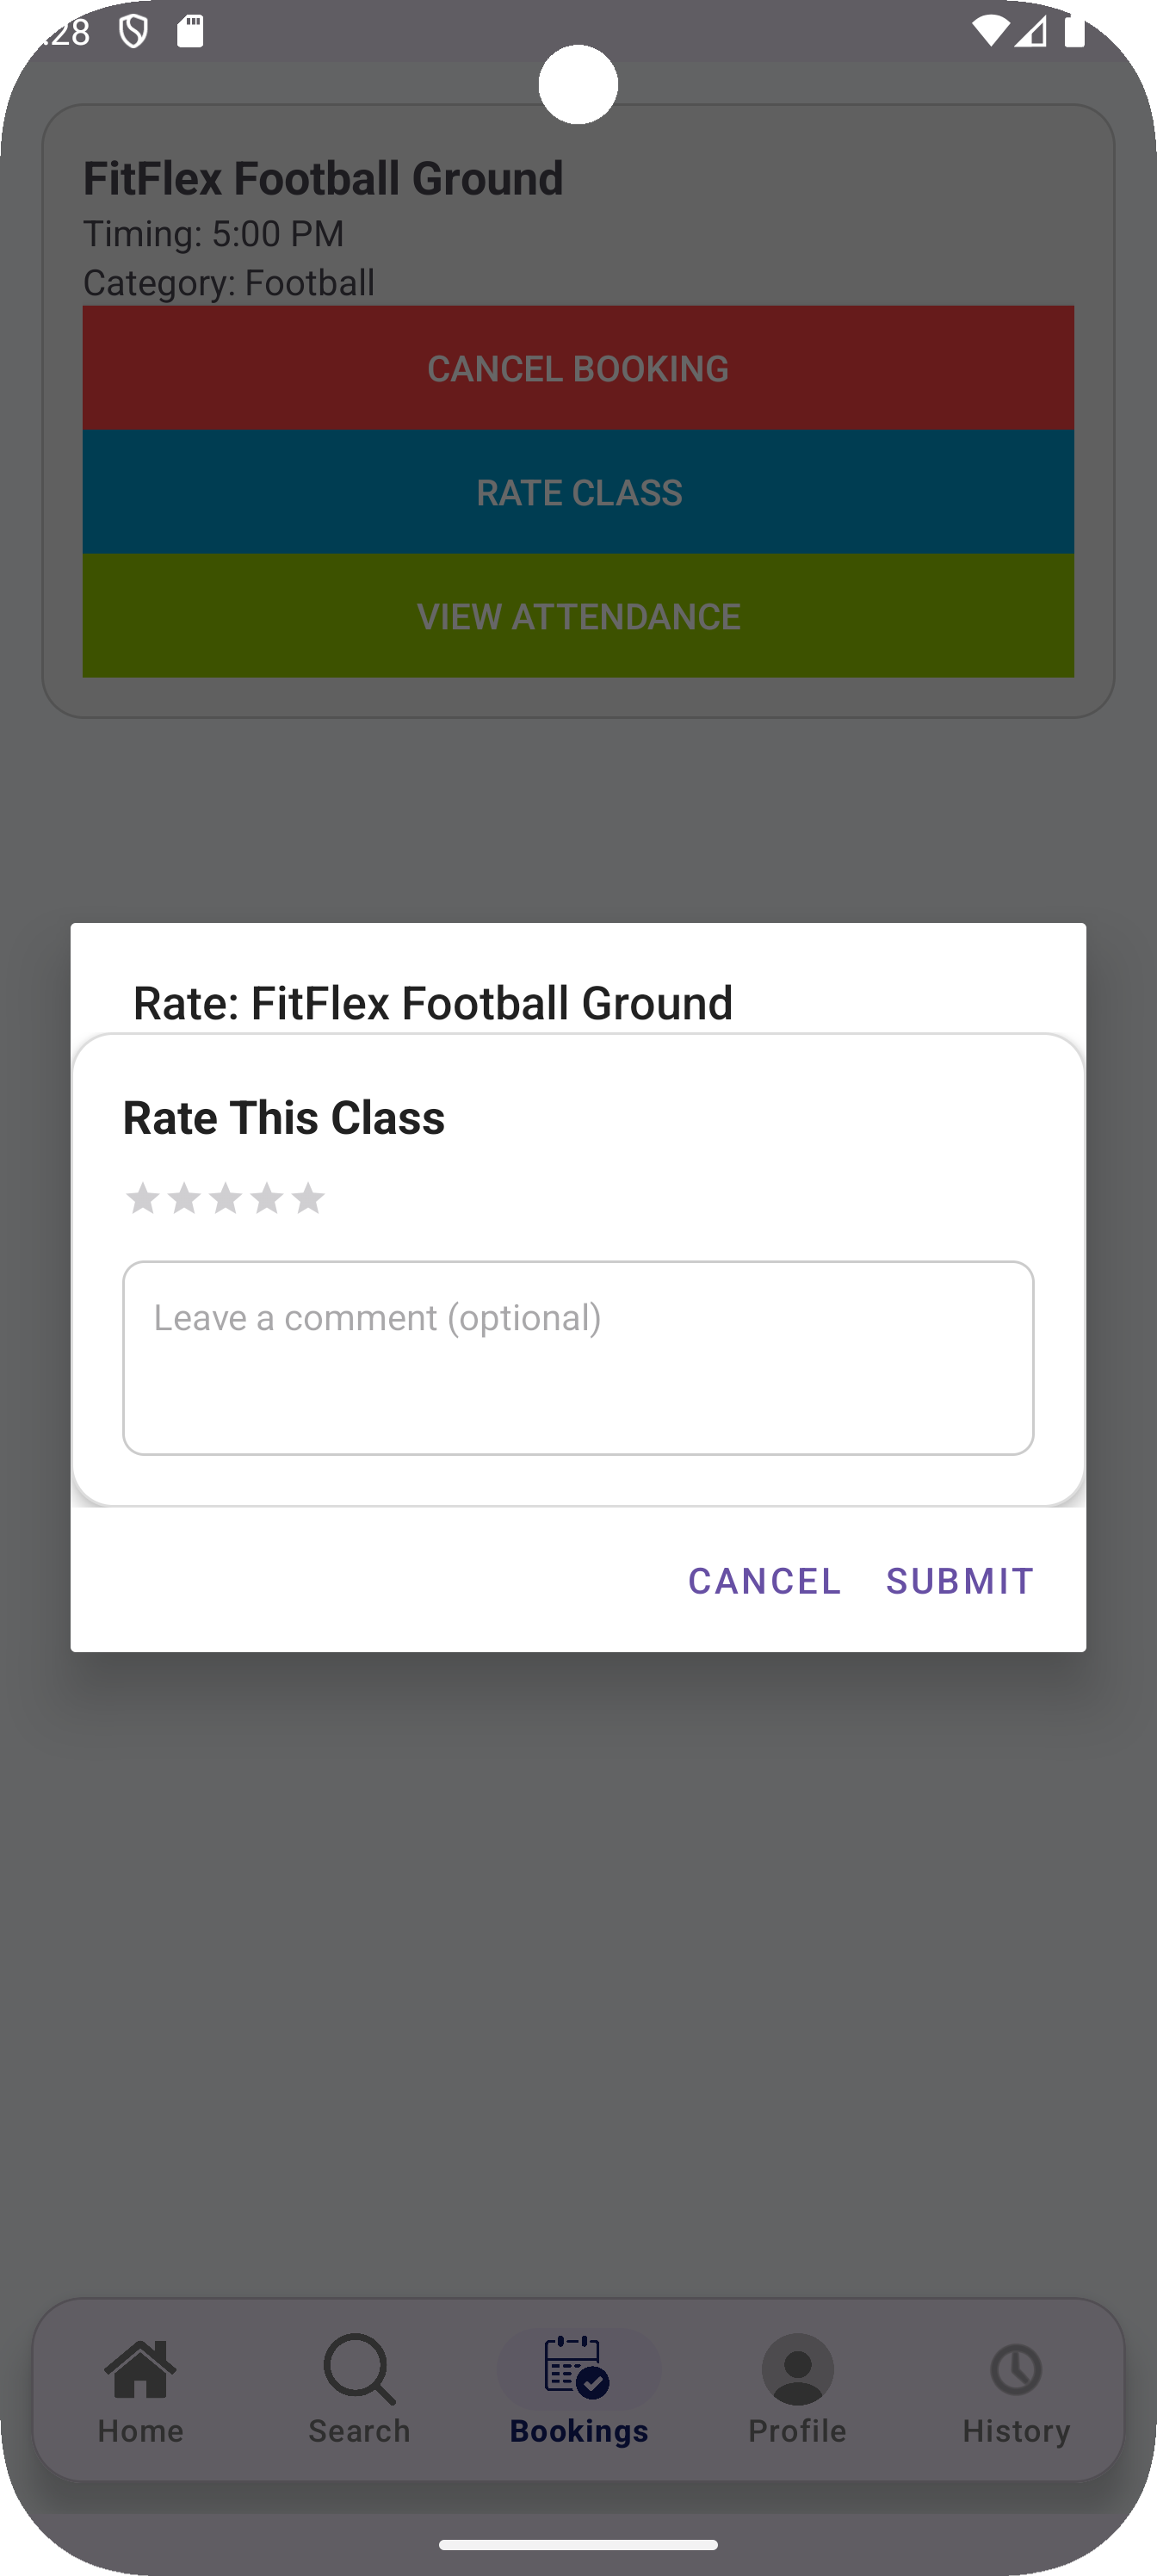 :28
FitFlex Football Ground
Timing: 5:00 PM
Category: Football
CANCEL BOOKING
RATE CLASS
VIEW ATTENDANCE
Rate: FitFlex Football Ground
Rate This Class
Leave a comment (optional)
CANCEL SUBMIT
Home Search Bookings Profile History